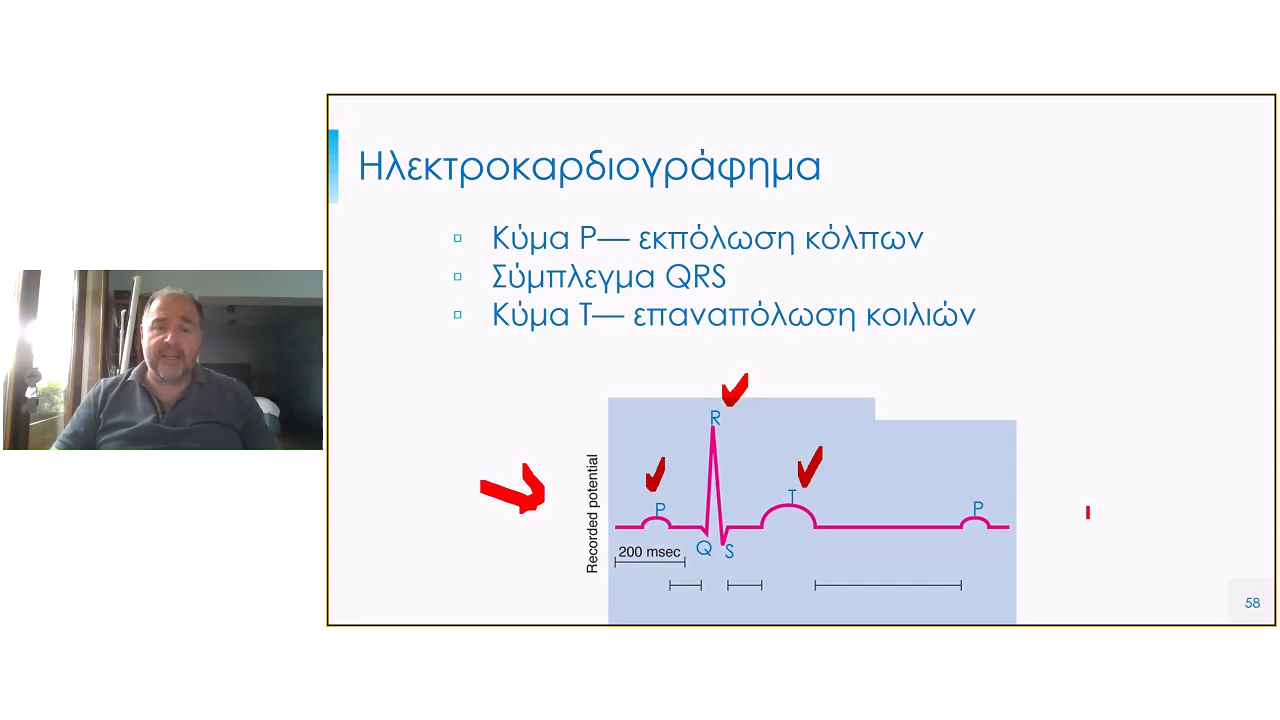 Ηλεκτροκαρδιογράφημα
Κύμα P— εκπόλωση κόλπων
Σύμπλεγμα QRS
Κύμα T— επαναπόλωση κοιλιών
Recorded potential
R
P
T
P
Q
S
200 msec
58